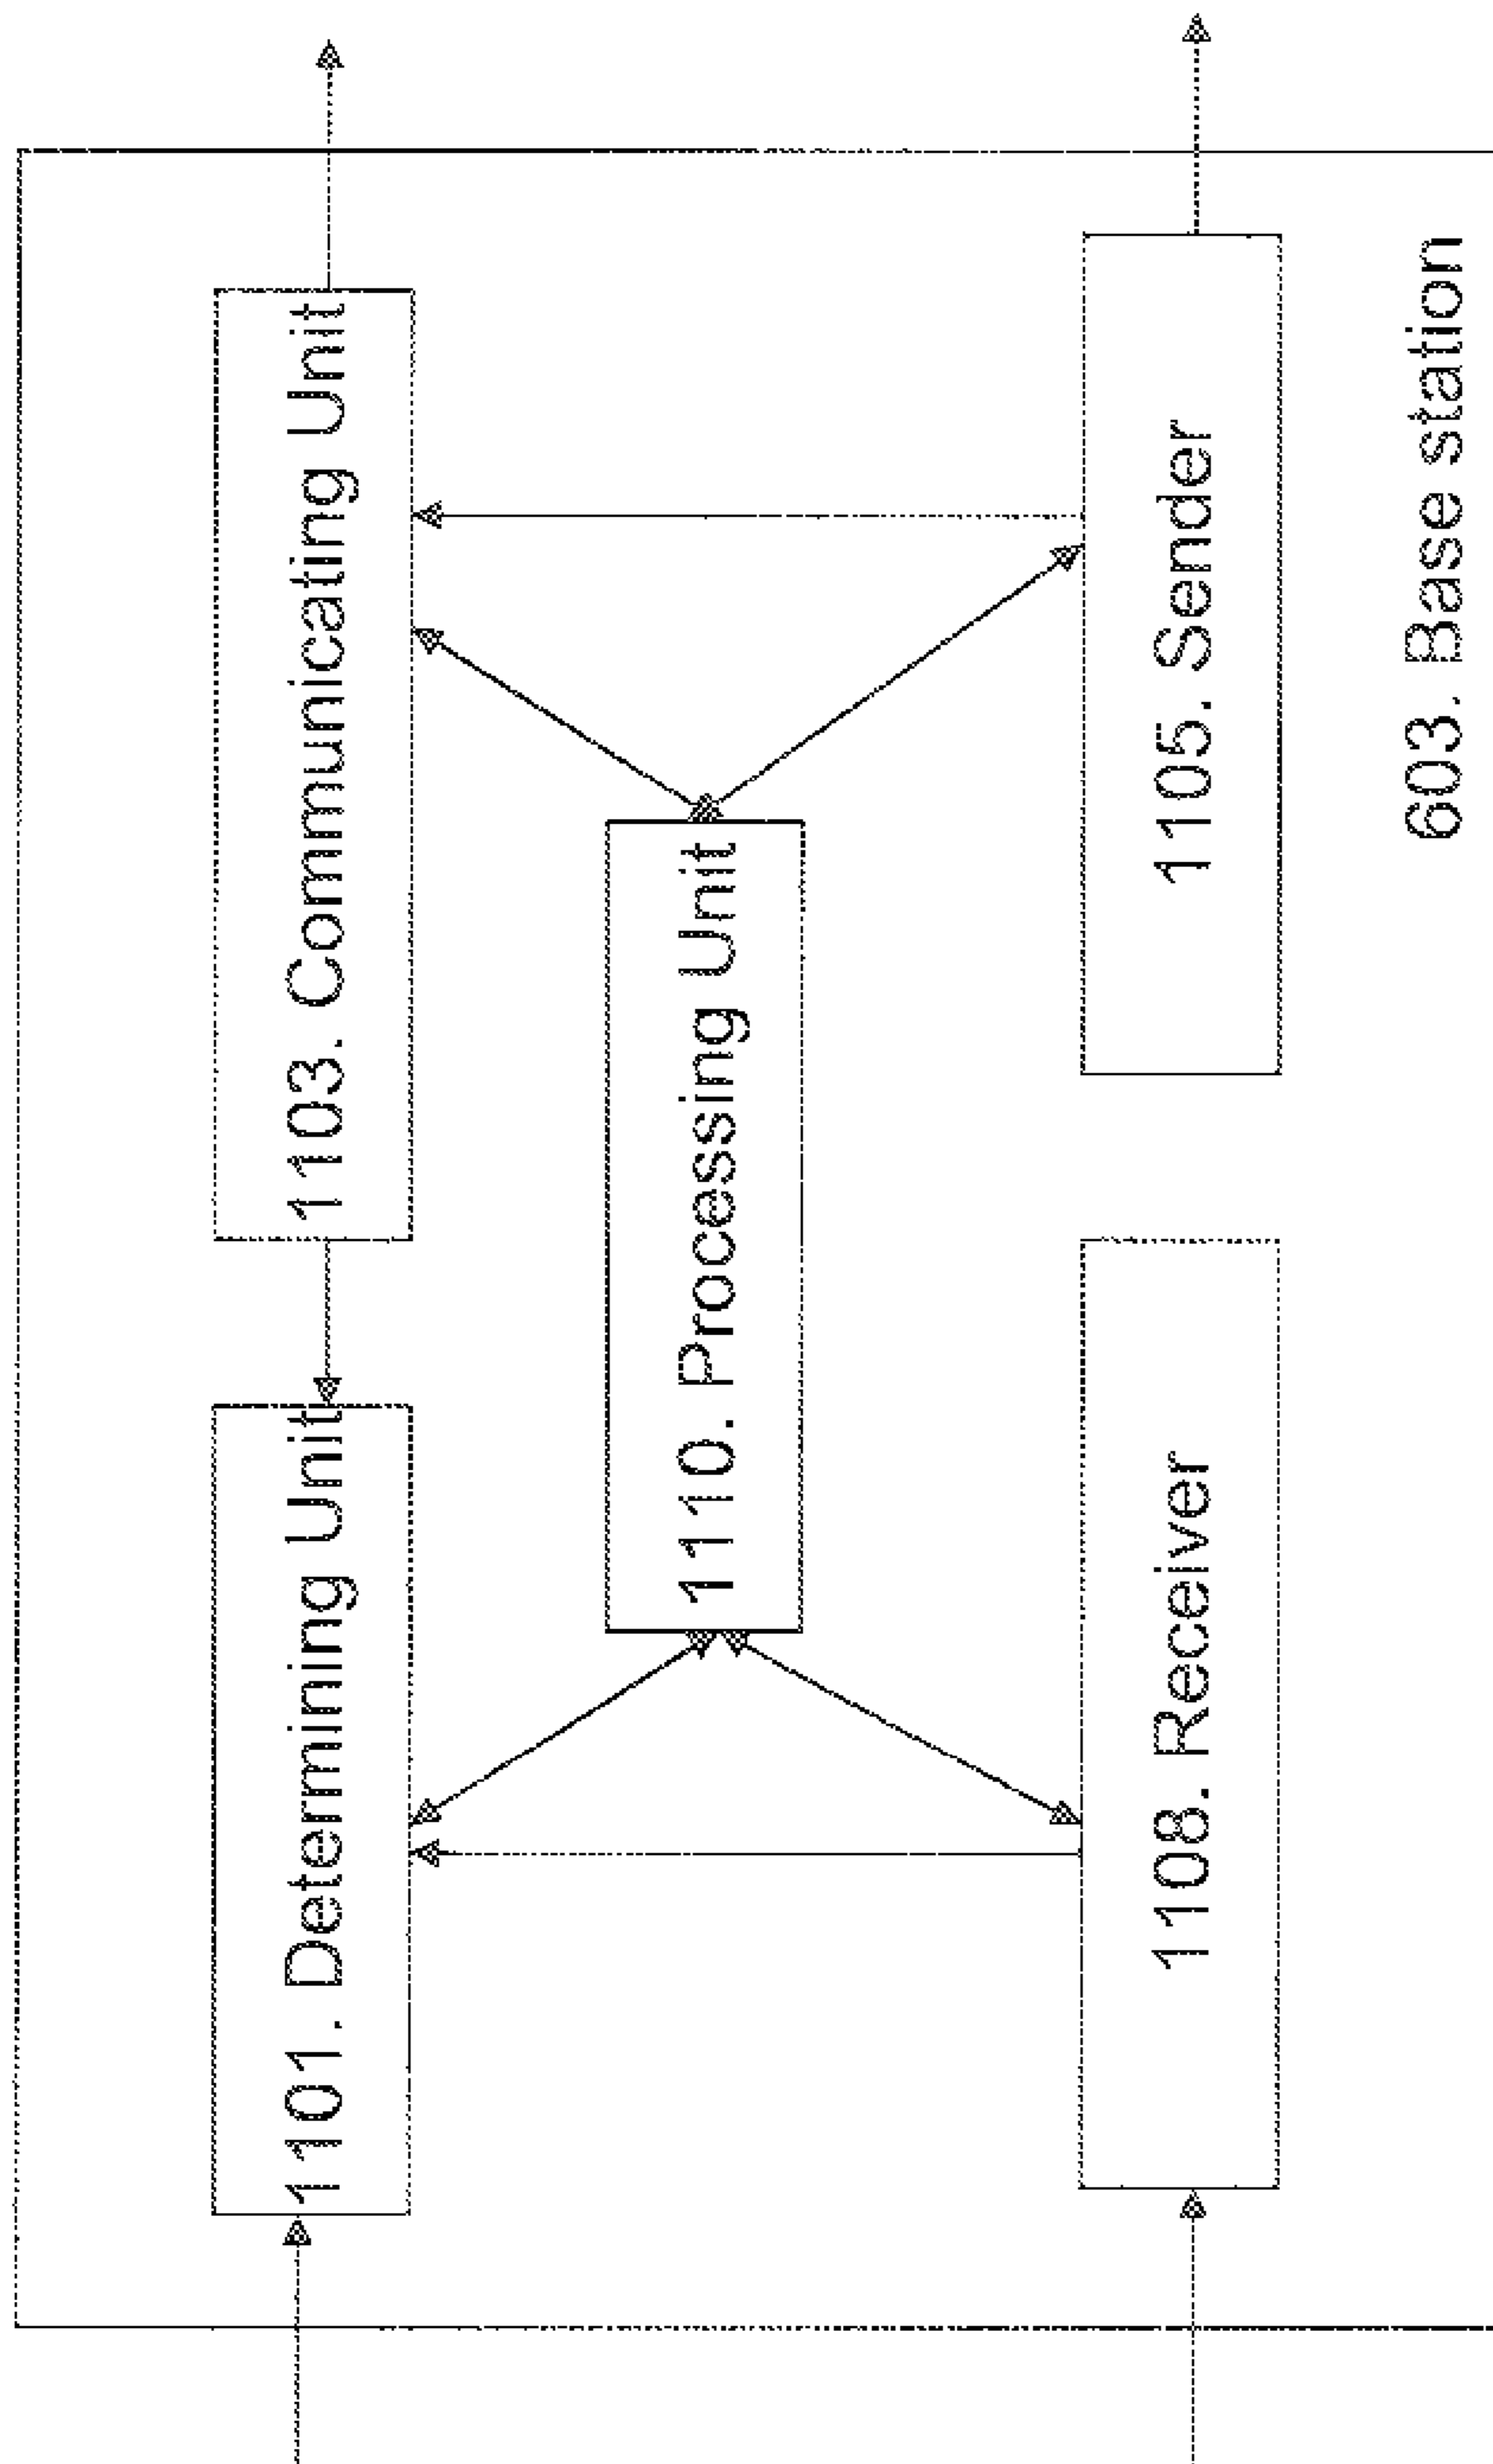 1101. Determining Unit
1103. Communicating Unit
1110. Processing Unit
1108. Receiver
1105. Sender
603. Base station